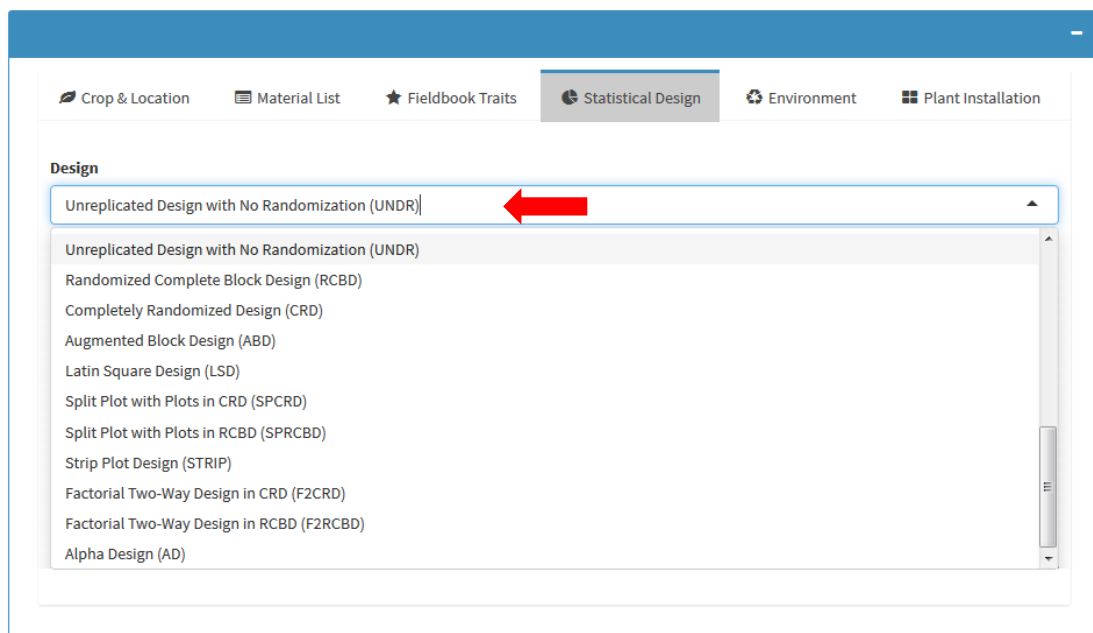 Crop & Location Material List Fieldbook Traits Statistical Design Environment Plant Installation
Design
Unreplicated Design with No Randomization (UNDR)
Unreplicated Design with No Randomization (UNDR)
Randomized Complete Block Design (RCBD)
Completely Randomized Design (CRD)
Augmented Block Design (ABD)
Latin Square Design (LSD)
Split Plot with Plots in CRD (SPCRD)
Split Plot with Plots in RCBD (SPRCBD)
Strip Plot Design (STRIP)
Factorial Two-Way Design in CRD (F2CRD)
Factorial Two-Way Design in RCBD (F2RCBD)
Alpha Design (AD)